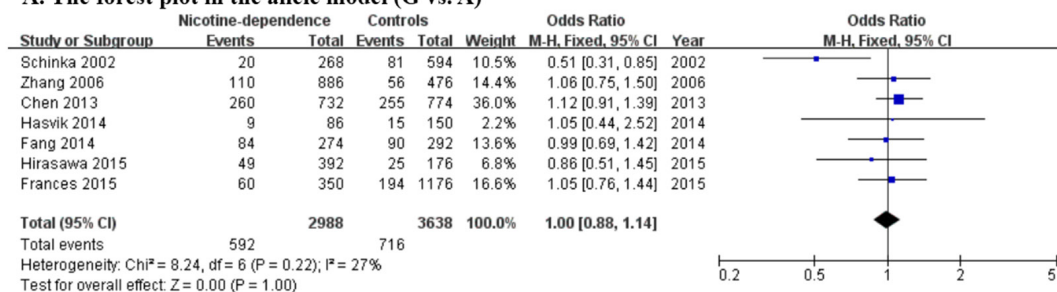 A. The forest plot in the allele model (G vs. A)
Nicotine-dependence Controls Odds Ratio Odds Ratio
Study or Subgroup Events Total Events Total Weight M-H, Fixed, 95% CI Year M-H, Fixed, 95% CI
Schinka 2002 20 268 81 594 10.5% 0.51 [0.31, 0.85] 2002
Zhang 2006 110 886 56 476 14.4% 1.06 [0.75, 1.50] 2006
Chen 2013 260 732 255 774 36.0% 1.12 [0.91, 1.39] 2013
Hasvik 2014 9 86 15 150 2.2% 1.05 [0.44, 2.52] 2014
Fang 2014 84 274 90 292 13.6% 0.99 [0.69, 1.42] 2014
Hirasawa 2015 49 392 25 176 6.8% 0.86 [0.51, 1.45] 2015
Frances 2015 60 350 194 1176 16.6% 1.05 [0.76, 1.44] 2015
Total (95% CI) 2988 3638 100.0% 1.00 [0.88, 1.14]
Total events 592 716
Heterogeneity: Chi² = 8.24, df = 6 (P = 0.22); I² = 27%
Test for overall effect: Z = 0.00 (P = 1.00)
0.2 0.5 1 2 5